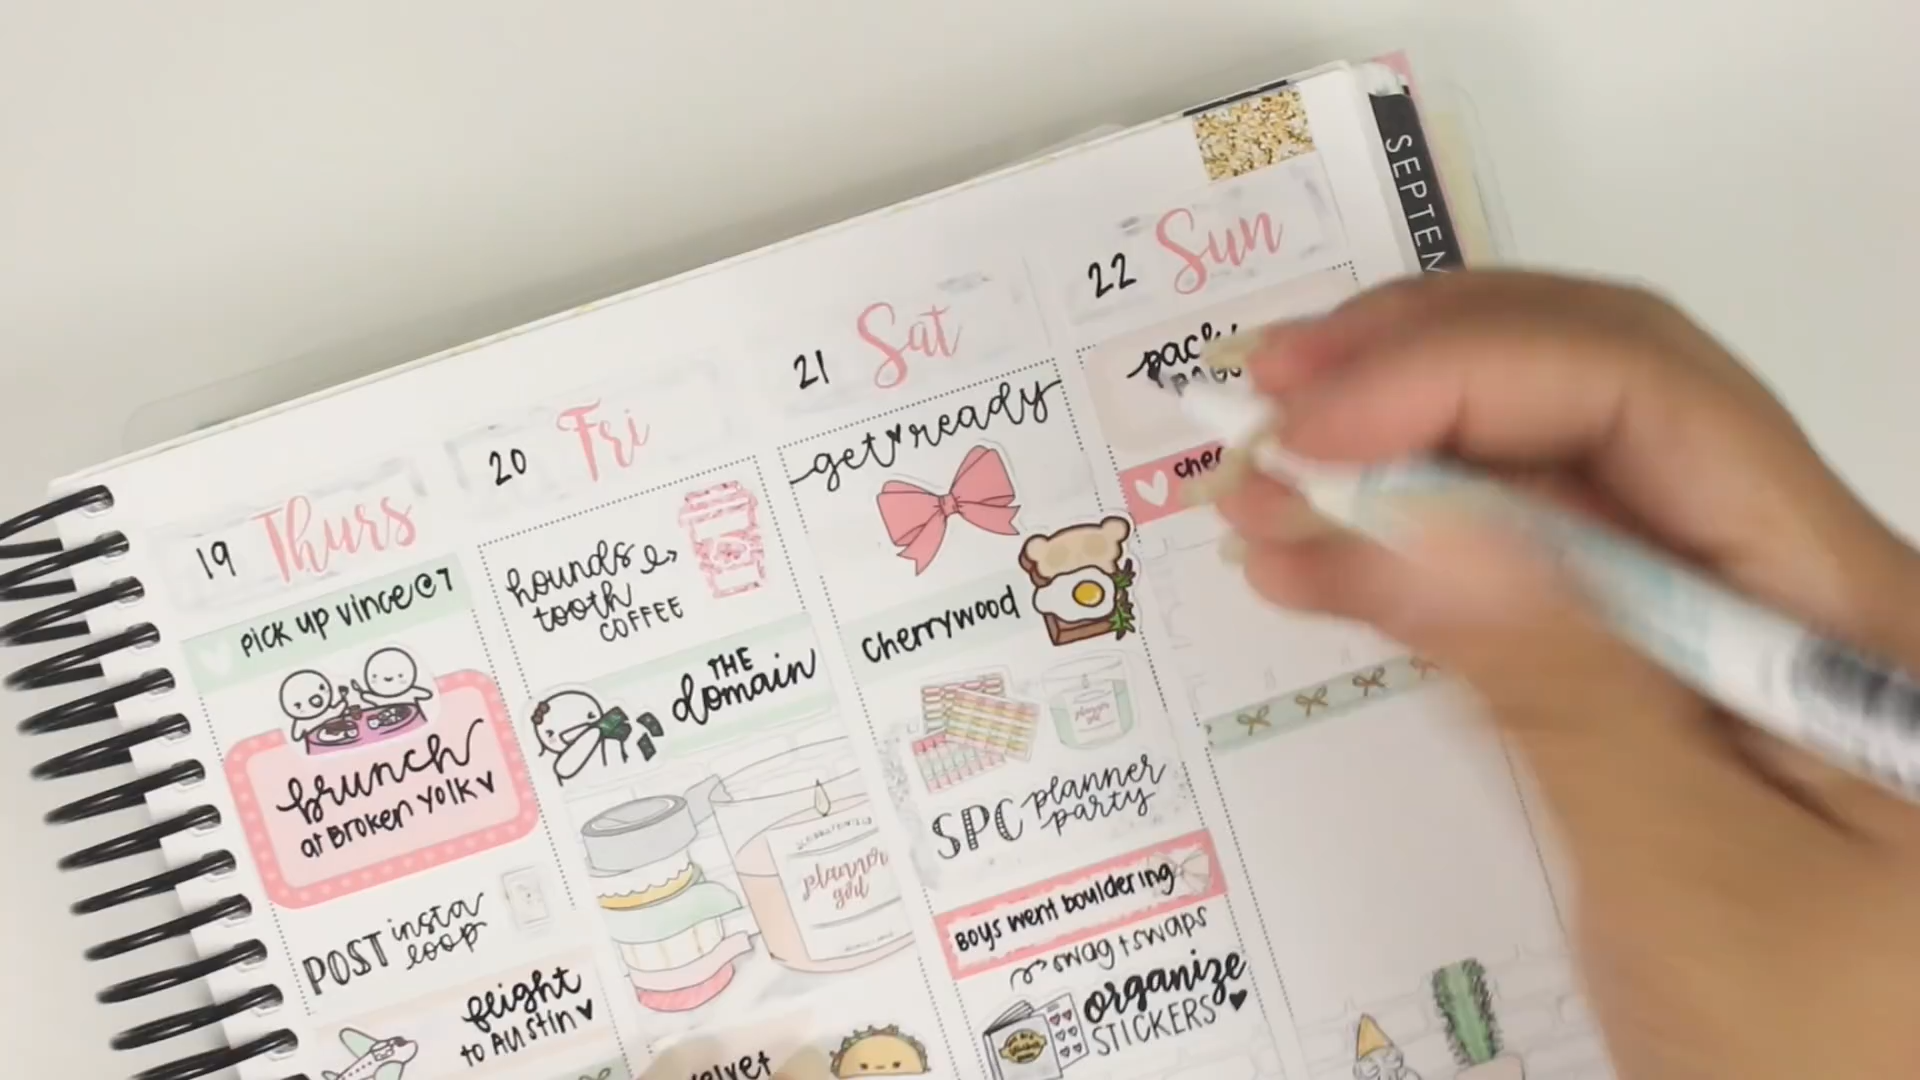 SEPTEM
19 Thurs
PICK UP VINCE @ 7
brunch
at BROKEN YOLK
POST insta
loop
flight
to AUSTIN
20 Fri
hounds
tooth
COFFEE
THE
domain
planner
girl
21 Sat
get ready
cherrywood
planner
girl
SPC planner
party
BOYS went bouldering
swag + swaps
organize
STICKERS
22 Sun